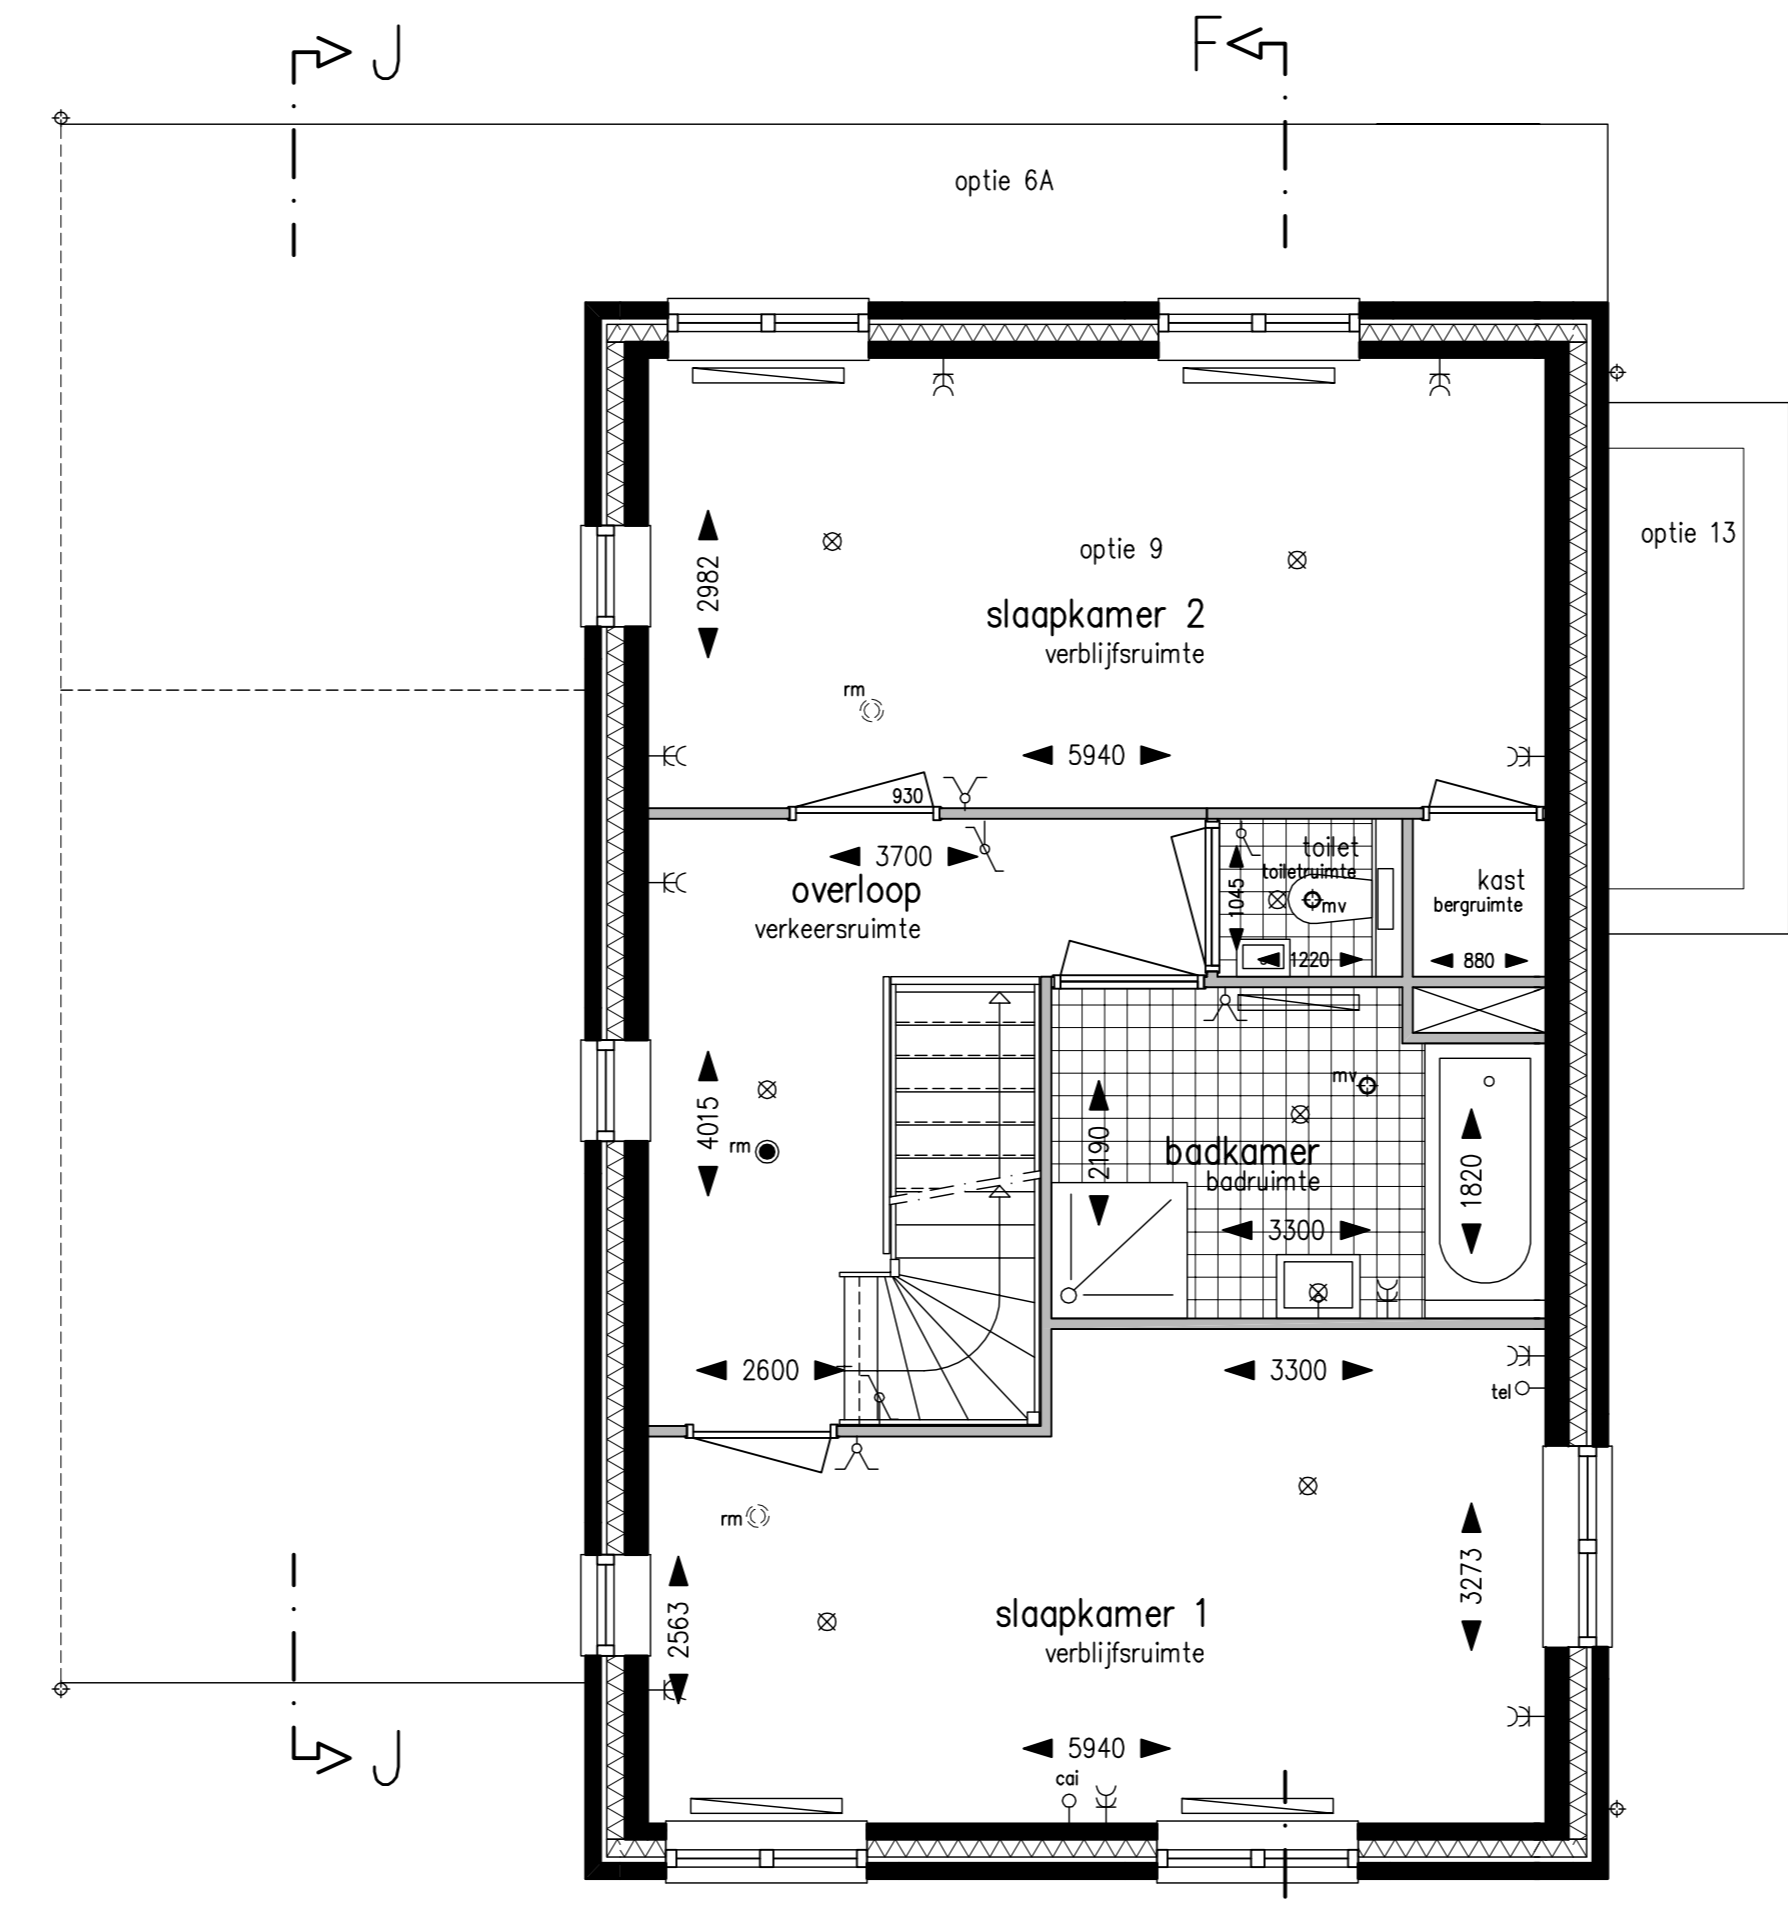 J
F
optie 6A
optie 13
2982
optie 9
slaapkamer 2
verblijfsruimte
rm
5940
930
3700
overloop
verkeersruimte
toilet
toiletruimte
1045
mv
1220
kast
bergruimte
880
4015
rm
mv
2190
badkamer
badruimte
3300
1820
2600
3300
tel
rm
2563
slaapkamer 1
verblijfsruimte
3273
5940
cai
J